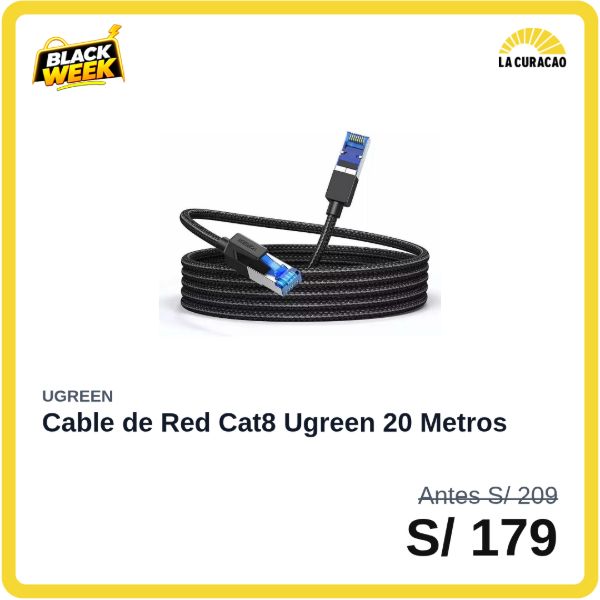 BLACK
WEEK
LA CURACAO
UGREEN
Cable de Red Cat8 Ugreen 20 Metros
Antes S/ 209
S/ 179